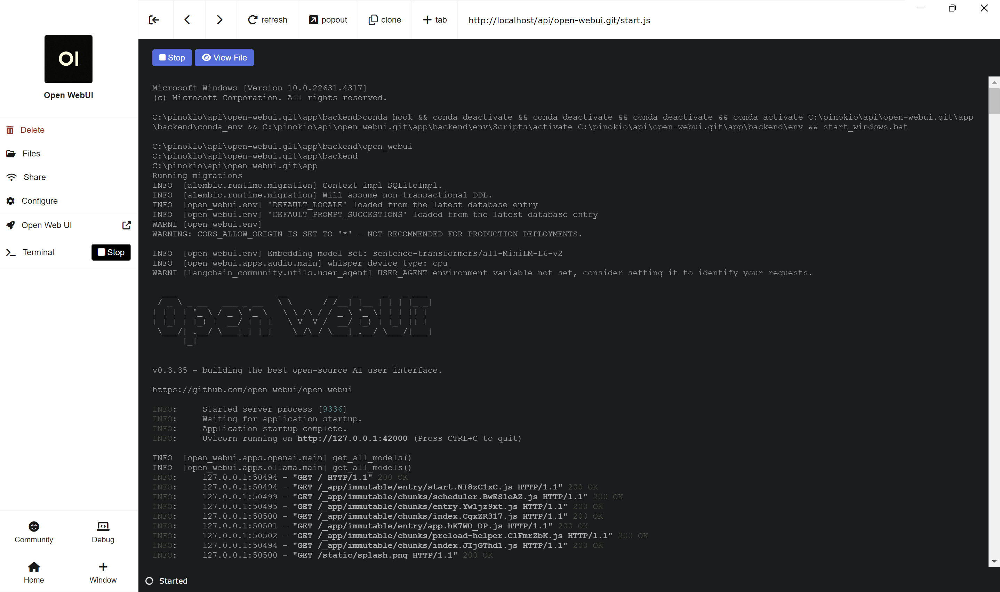 refresh
popout
clone
tab
http://localhost/api/open-webui.git/start.js
OI
Open WebUI
Delete
Files
Share
Configure
Open Web UI
Terminal
Stop
Community
Debug
Home
Window
Stop
View File
Microsoft Windows [Version 10.0.22631.4317]
(c) Microsoft Corporation. All rights reserved.
C:\pinokio\api\open-webui.git\app\backend>conda_hook && conda deactivate && conda deactivate && conda deactivate && conda activate C:\pinokio\api\open-webui.git\app
\backend\conda_env && C:\pinokio\api\open-webui.git\app\backend\env\Scripts\activate C:\pinokio\api\open-webui.git\app\backend\env && start_windows.bat
C:\pinokio\api\open-webui.git\app\backend\open_webui
C:\pinokio\api\open-webui.git\app\backend
C:\pinokio\api\open-webui.git\app
Running migrations
INFO  [alembic.runtime.migration] Context impl SQLiteImpl.
INFO  [alembic.runtime.migration] Will assume non-transactional DDL.
INFO  [open_webui.env] 'DEFAULT_LOCALE' loaded from the latest database entry
INFO  [open_webui.env] 'DEFAULT_PROMPT_SUGGESTIONS' loaded from the latest database entry
WARNI [open_webui.env]
WARNING: CORS_ALLOW_ORIGIN IS SET TO '*' - NOT RECOMMENDED FOR PRODUCTION DEPLOYMENTS.
INFO  [open_webui.env] Embedding model set: sentence-transformers/all-MiniLM-L6-v2
INFO  [open_webui.apps.audio.main] whisper_device_type: cpu
WARNI [langchain_community.utils.user_agent] USER_AGENT environment variable not set, consider setting it to identify your requests.
Open WebUI
v0.3.35 - building the best open-source AI user interface.
https://github.com/open-webui/open-webui
INFO:     Started server process [9336]
INFO:     Waiting for application startup.
INFO:     Application startup complete.
INFO:     Uvicorn running on http://127.0.0.1:42000 (Press CTRL+C to quit)
INFO  [open_webui.apps.openai.main] get_all_models()
INFO  [open_webui.apps.ollama.main] get_all_models()
INFO:     127.0.0.1:50494 - "GET / HTTP/1.1" 200 OK
INFO:     127.0.0.1:50494 - "GET /_app/immutable/entry/start.NI8zC1xC.js HTTP/1.1" 200 OK
INFO:     127.0.0.1:50499 - "GET /_app/immutable/chunks/scheduler.BwES1eAZ.js HTTP/1.1" 200 OK
INFO:     127.0.0.1:50495 - "GET /_app/immutable/chunks/entry.Yw1jz9xt.js HTTP/1.1" 200 OK
INFO:     127.0.0.1:50500 - "GET /_app/immutable/chunks/index.CgxZR317.js HTTP/1.1" 200 OK
INFO:     127.0.0.1:50501 - "GET /_app/immutable/entry/app.hK7WD_DP.js HTTP/1.1" 200 OK
INFO:     127.0.0.1:50502 - "GET /_app/immutable/chunks/preload-helper.C1FmrZbK.js HTTP/1.1" 200 OK
INFO:     127.0.0.1:50494 - "GET /_app/immutable/chunks/index.JIjGThd1.js HTTP/1.1" 200 OK
INFO:     127.0.0.1:50500 - "GET /static/splash.png HTTP/1.1" 200 OK
Started